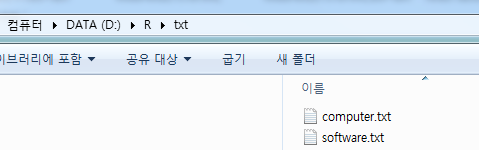 컴퓨터 ▶ DATA (D:) ▶ R ▶ txt
이브러리에 포함 ▼ 공유 대상 ▼ 굽기 새 폴더
이름
computer.txt
software.txt